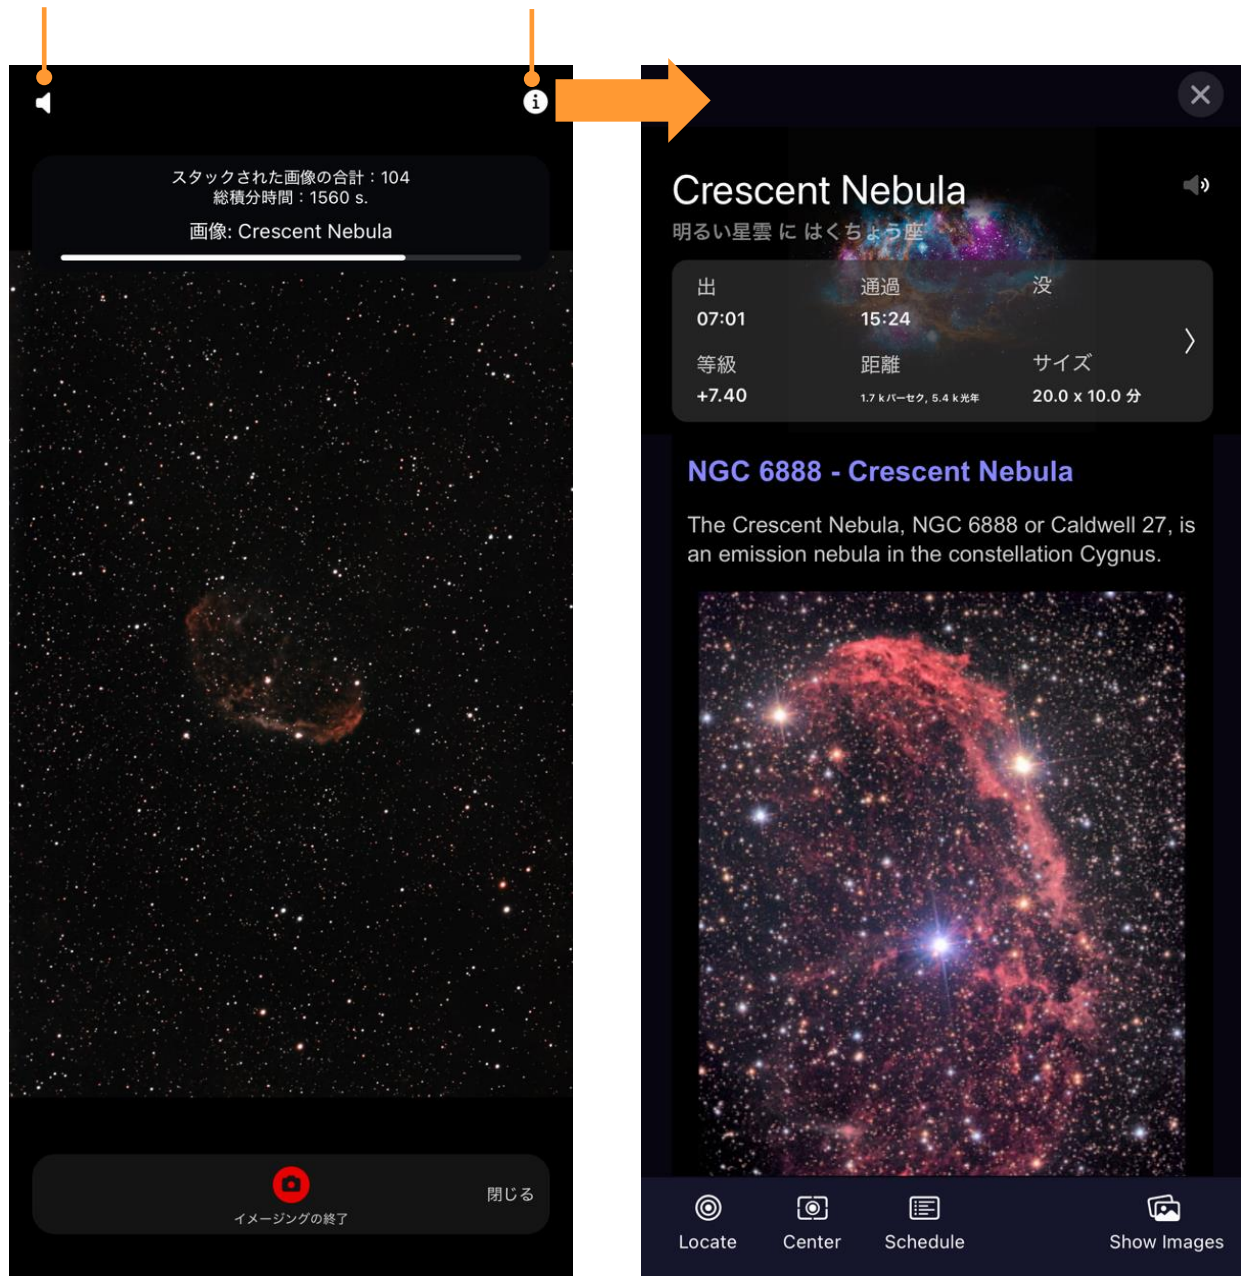 スタックされた画像の合計：104
総積分時間：1560 s.
画像: Crescent Nebula
イメージングの終了
閉じる
Crescent Nebula
明るい星雲 に はくちょう座
出 通過 没
07:01 15:24
等級 距離 サイズ
+7.40 1.7 k パーセク, 5.4 k 光年 20.0 x 10.0 分
NGC 6888 - Crescent Nebula
The Crescent Nebula, NGC 6888 or Caldwell 27, is
an emission nebula in the constellation Cygnus.
Locate Center Schedule Show Images